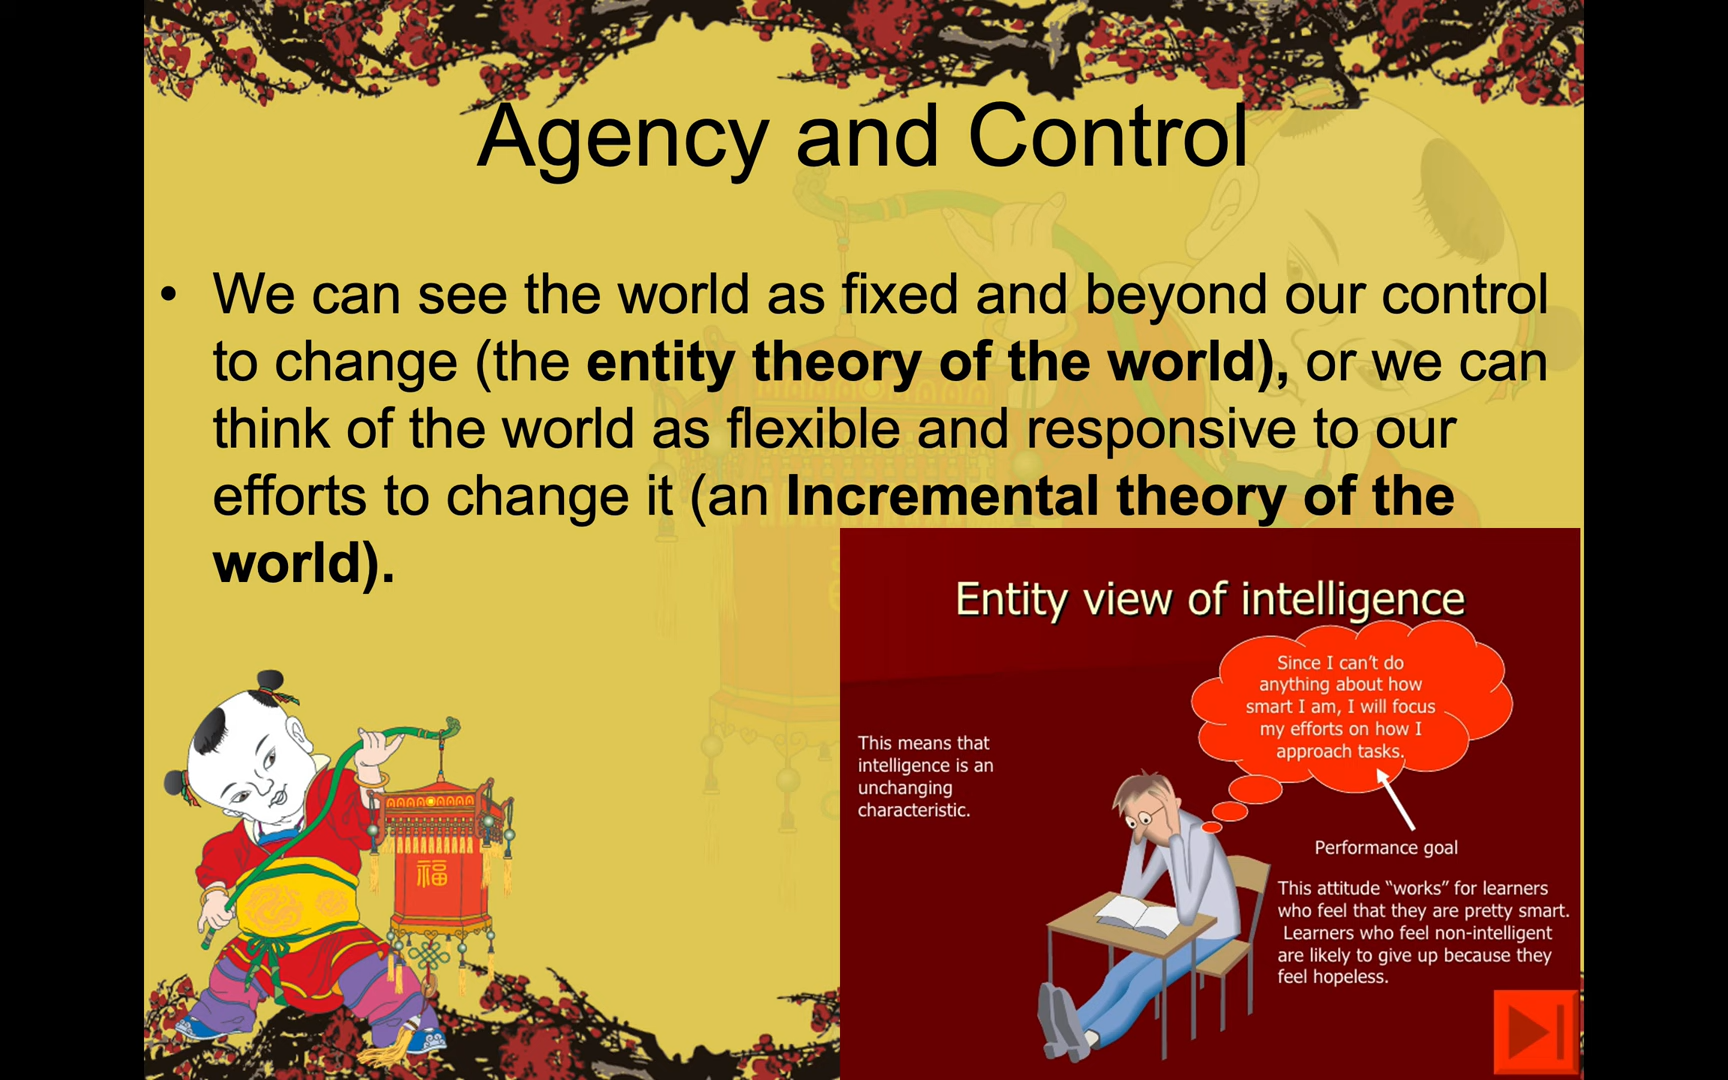 Agency and Control
• We can see the world as fixed and beyond our control
to change (the entity theory of the world), or we can
think of the world as flexible and responsive to our
efforts to change it (an Incremental theory of the
world).
福
Entity view of intelligence
Since I can't do
anything about how
smart I am, I will focus
my efforts on how I
approach tasks.
This means that
intelligence is an
unchanging
characteristic.
Performance goal
This attitude “works” for learners
who feel that they are pretty smart.
Learners who feel non-intelligent
are likely to give up because they
feel hopeless.